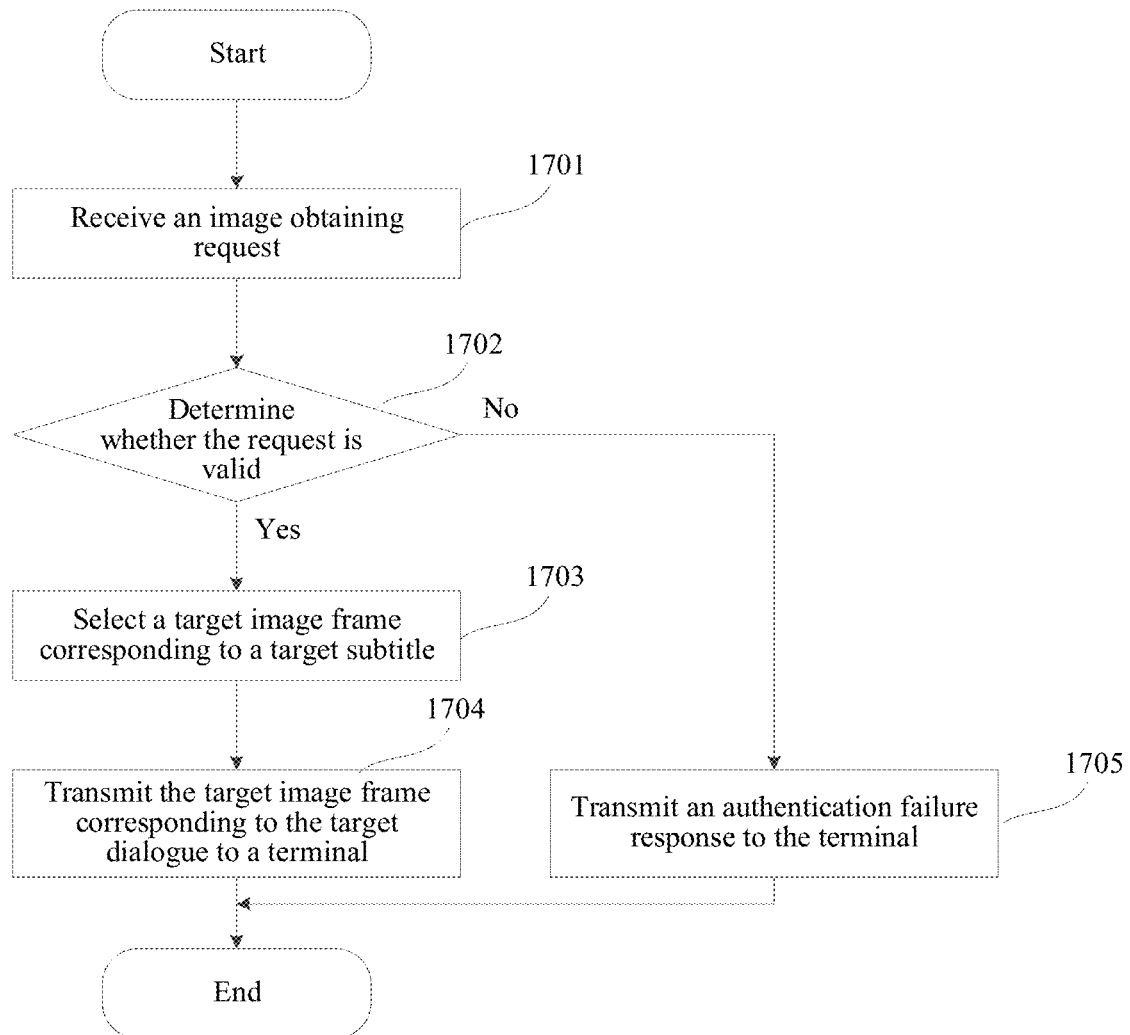 Start
1701
Receive an image obtaining
request
1702
Determine
whether the request is
valid
No
Yes
1703
Select a target image frame
corresponding to a target subtitle
1704
Transmit the target image frame
corresponding to the target
dialogue to a terminal
1705
Transmit an authentication failure
response to the terminal
End